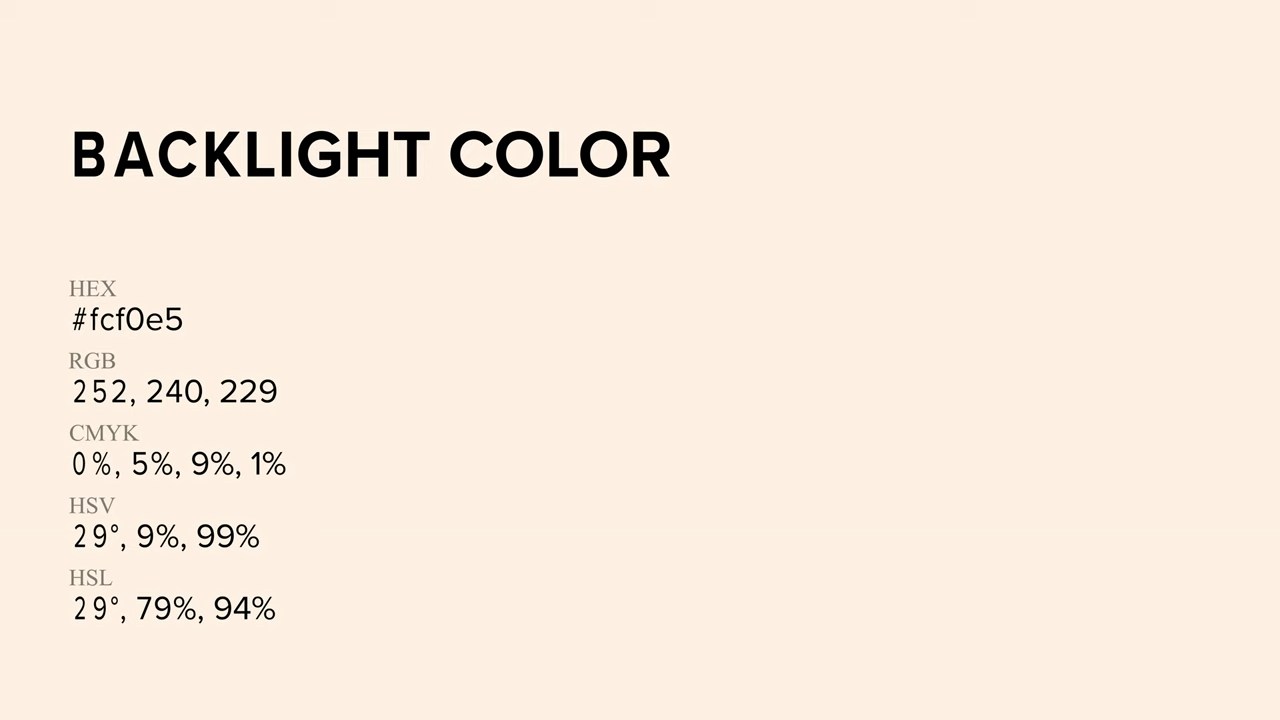 BACKLIGHT COLOR
HEX
#fcf0e5
RGB
252, 240, 229
CMYK
0%, 5%, 9%, 1%
HSV
29°, 9%, 99%
HSL
29°, 79%, 94%